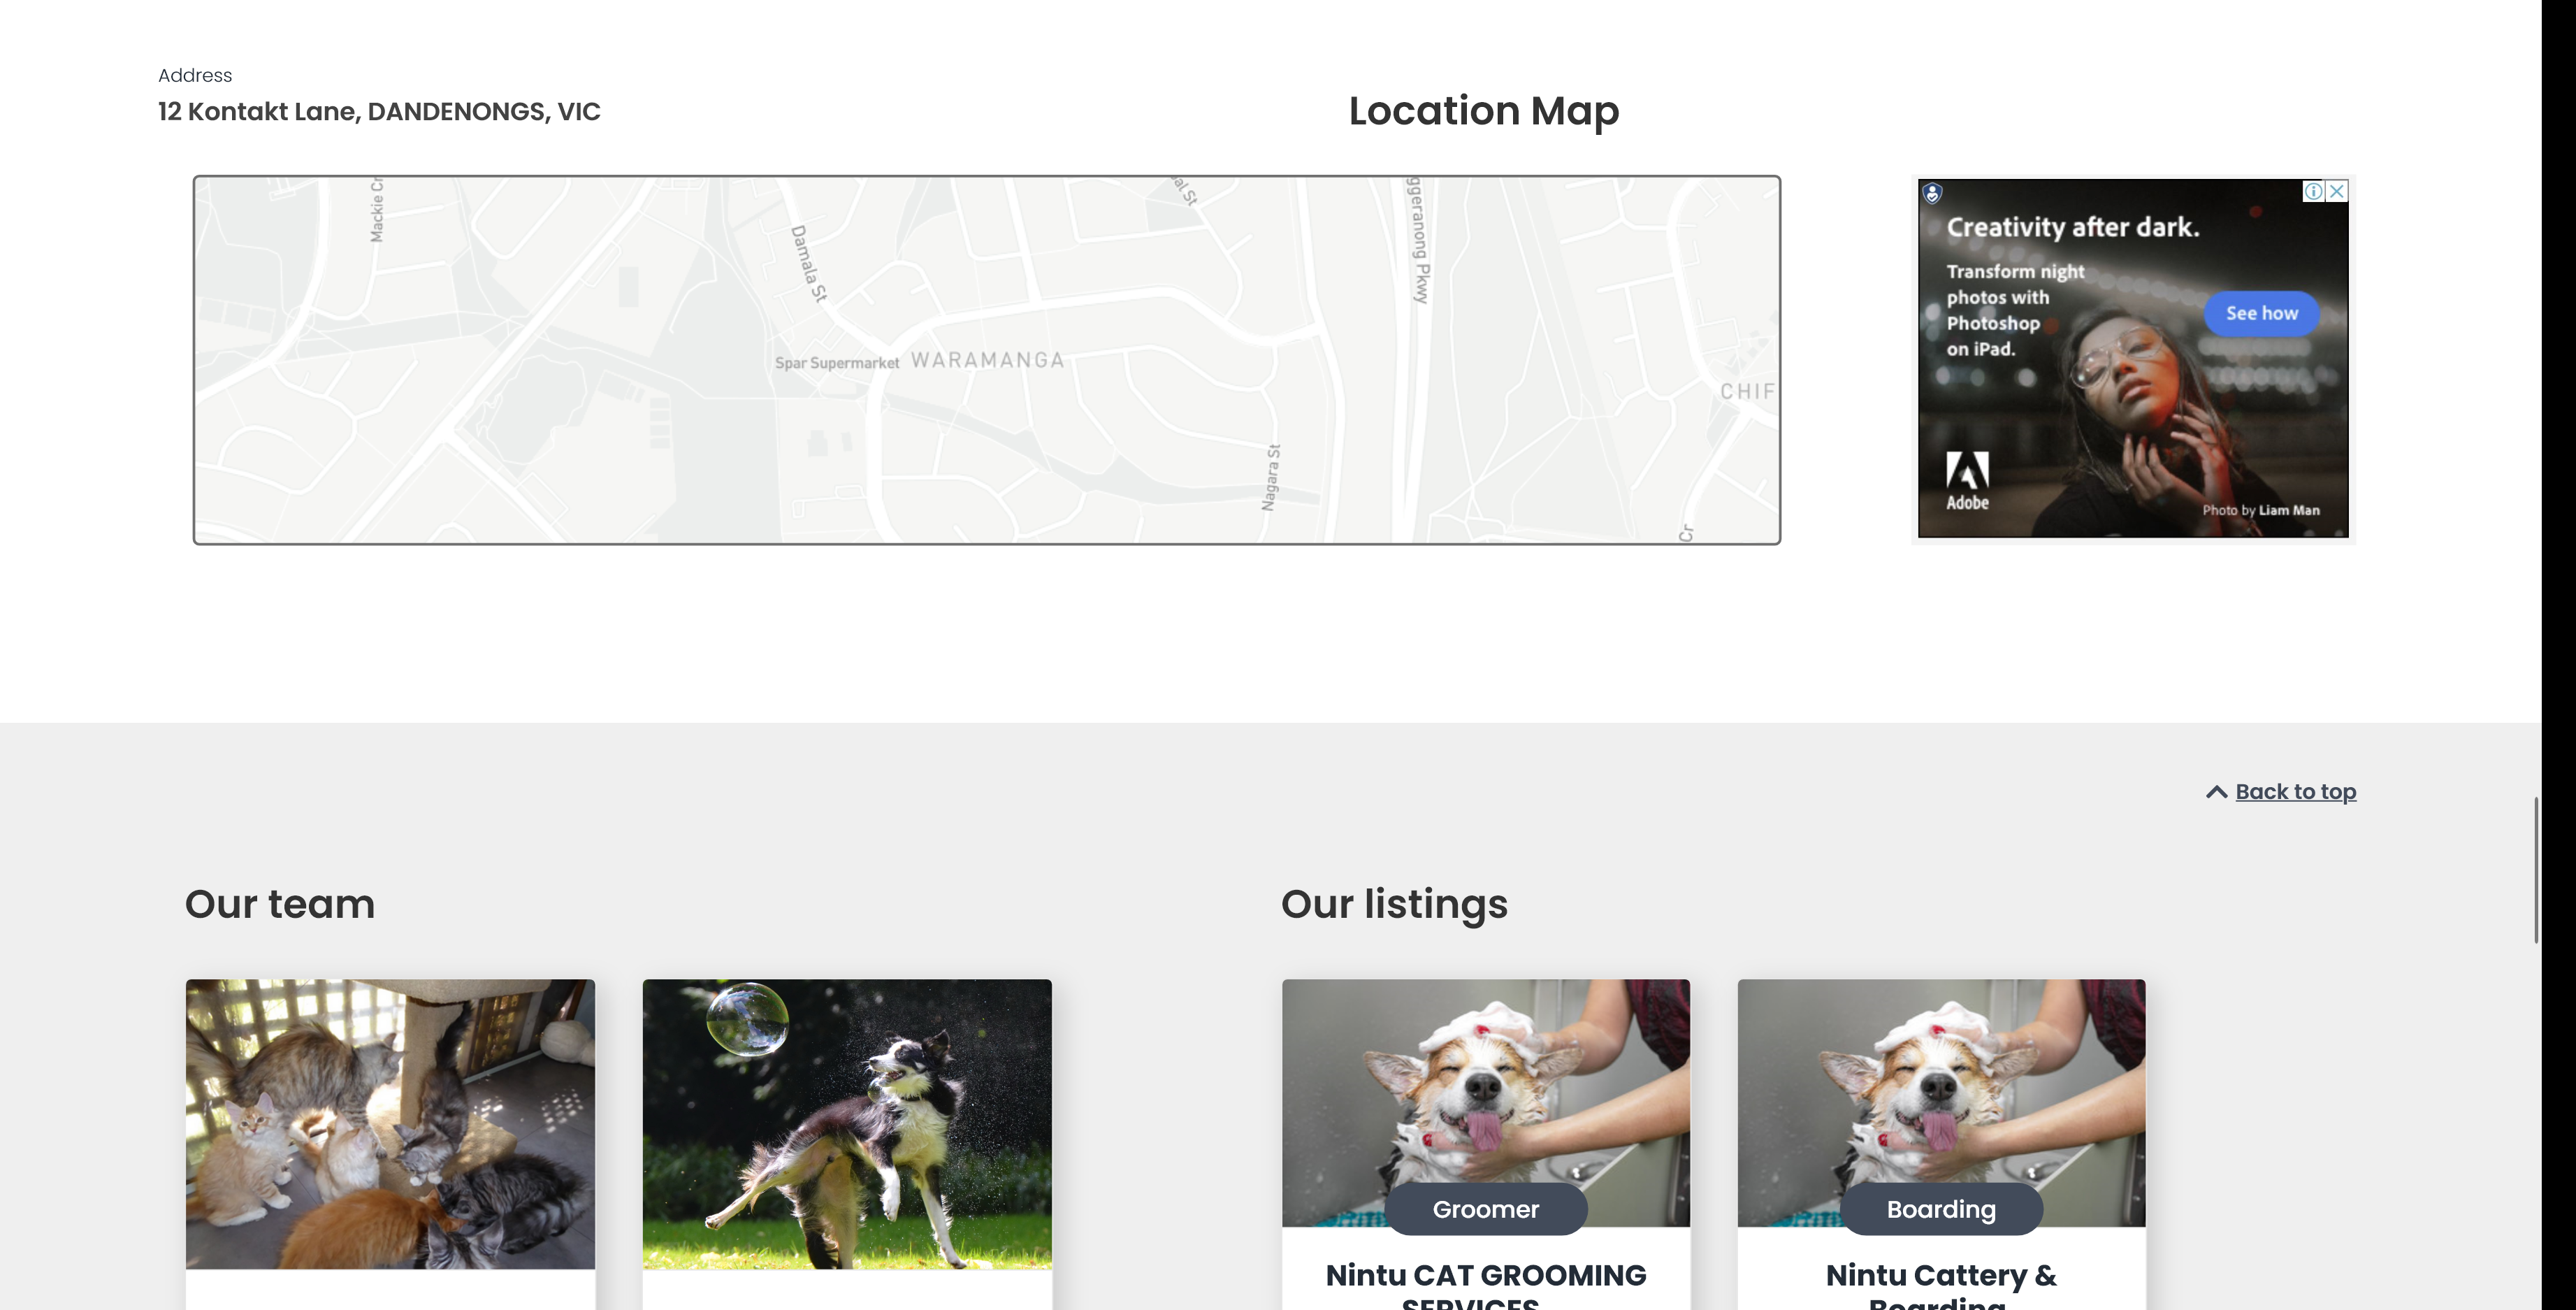 Address
12 Kontakt Lane, DANDENONGS, VIC
Location Map
Mackie Cr
Damala St
Spar Supermarket
WARAMANGA
Nagara St
ggeranong Pkwy
al St
CHIF
Cr
Creativity after dark.
Transform night
photos with
Photoshop
on iPad.
See how
Adobe
Photo by Liam Man
Back to top
Our team
Our listings
Groomer
Boarding
Nintu CAT GROOMING
SERVICES
Nintu Cattery &
Boarding